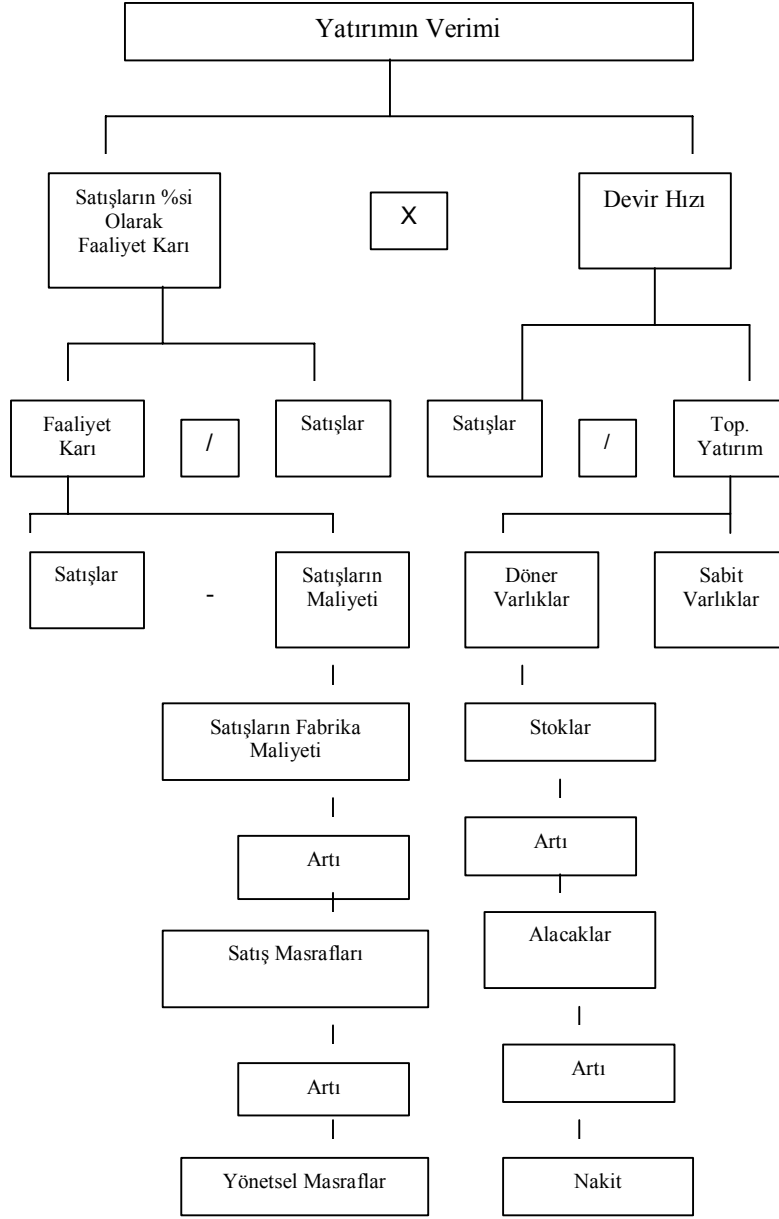 Yatırımın Verimi
Satışların %si
Olarak
Faaliyet Karı
X
Devir Hızı
Faaliyet
Karı
/
Satışlar
Satışlar
/
Top.
Yatırım
Satışlar
-
Satışların
Maliyeti
Döner
Varlıklar
Sabit
Varlıklar
Satışların Fabrika
Maliyeti
Stoklar
Artı
Artı
Satış Masrafları
Alacaklar
Artı
Artı
Yönetsel Masraflar
Nakit